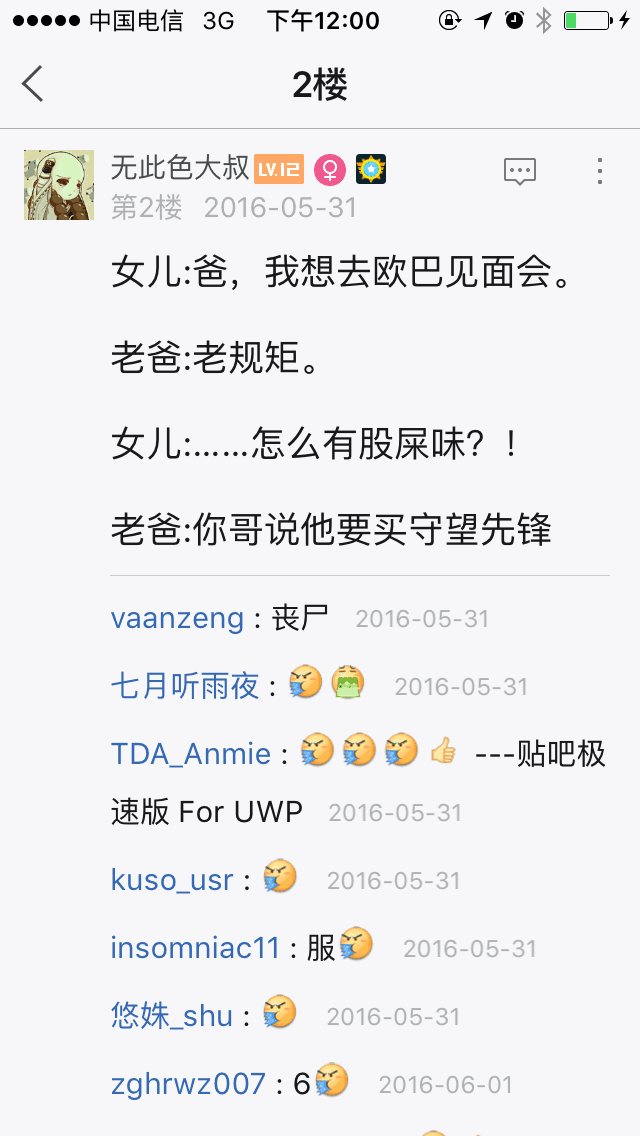 中国电信 3G 下午12:00
2楼
无此色大叔 LV.12
第2楼 2016-05-31
女儿:爸，我想去欧巴见面会。
老爸:老规矩。
女儿:……怎么有股屎味？！
老爸:你哥说他要买守望先锋
vaanzeng : 丧尸 2016-05-31
七月听雨夜 : 2016-05-31
TDA_Anmie : ---贴吧极
速版 For UWP 2016-05-31
kuso_usr : 2016-05-31
insomniac11 : 服 2016-05-31
悠姝_shu : 2016-05-31
zghrwz007 : 6 2016-06-01